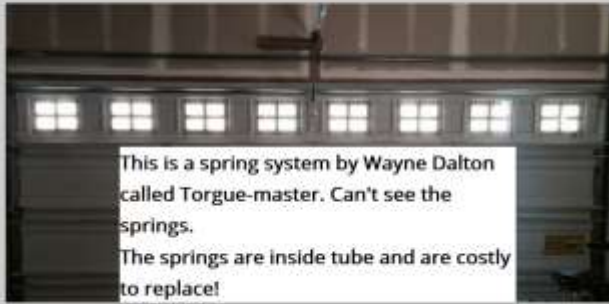 This is a spring system by Wayne Dalton
called Torgue-master. Can't see the
springs.
The springs are inside tube and are costly
to replace!